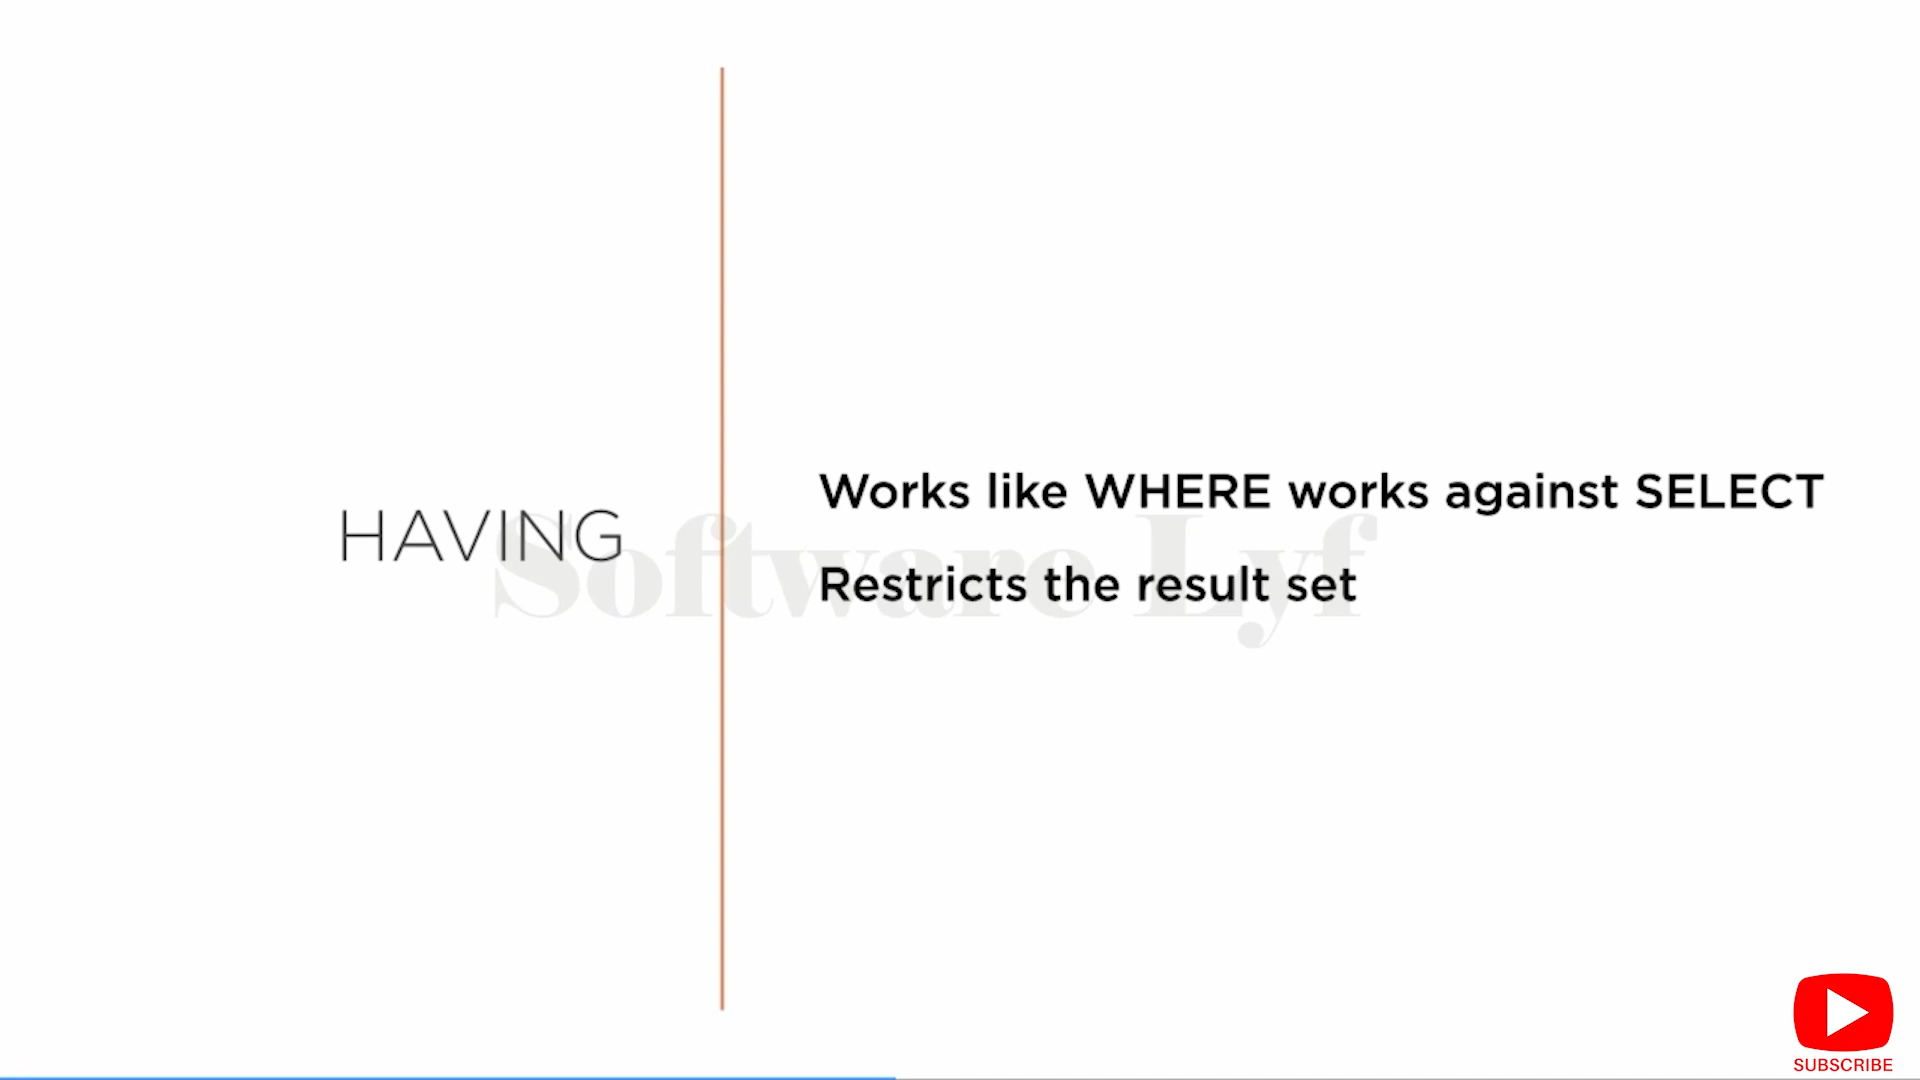 HAVING
Works like WHERE works against SELECT
Restricts the result set
Software Lyf
SUBSCRIBE